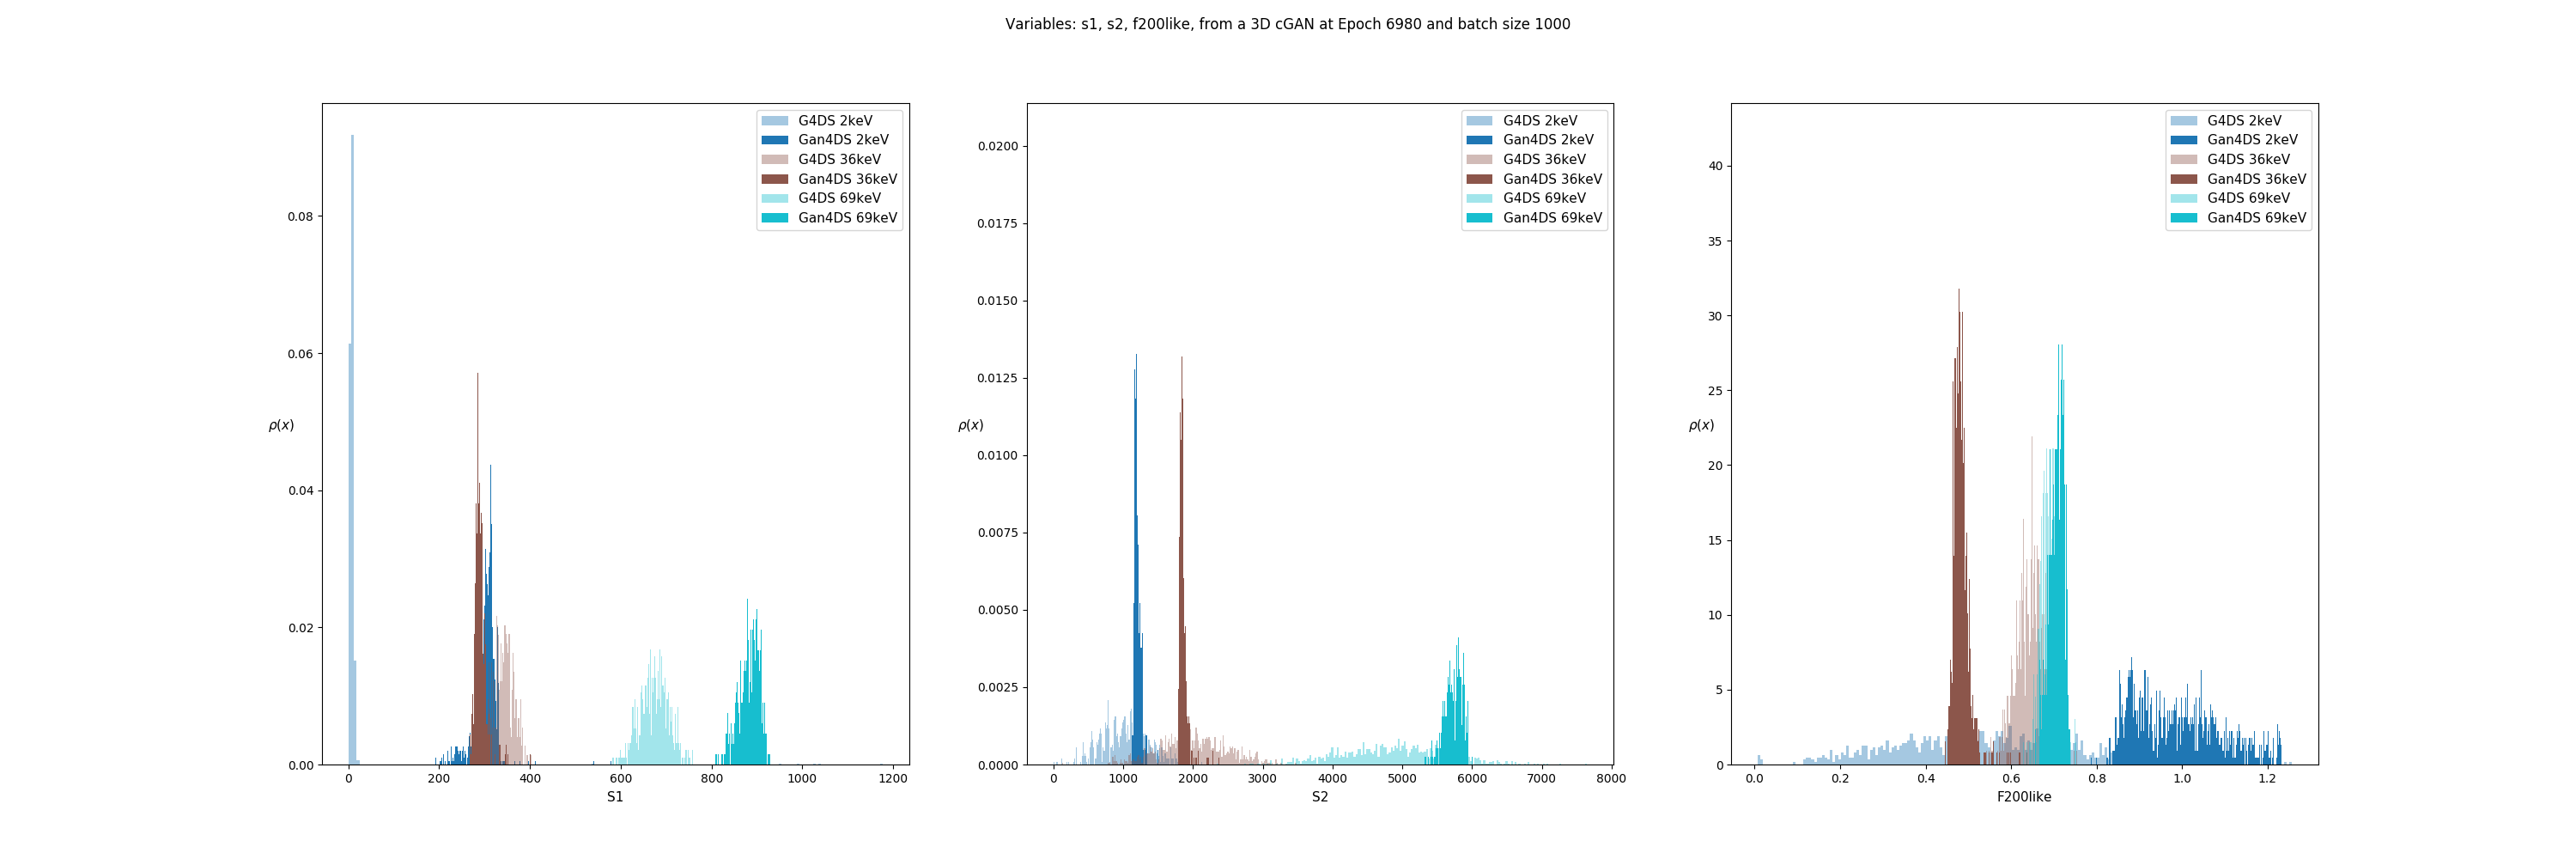 Variables: s1, s2, f200like, from a 3D cGAN at Epoch 6980 and batch size 1000
G4DS 2keV
Gan4DS 2keV
G4DS 36keV
Gan4DS 36keV
G4DS 69keV
Gan4DS 69keV
0.08
0.06
ρ(x)
0.04
0.02
0.00
0 200 400 600 800 1000 1200
S1
G4DS 2keV
Gan4DS 2keV
G4DS 36keV
Gan4DS 36keV
G4DS 69keV
Gan4DS 69keV
0.0200
0.0175
0.0150
0.0125
ρ(x)
0.0100
0.0075
0.0050
0.0025
0.0000
0 1000 2000 3000 4000 5000 6000 7000 8000
S2
G4DS 2keV
Gan4DS 2keV
G4DS 36keV
Gan4DS 36keV
G4DS 69keV
Gan4DS 69keV
40
35
30
25
ρ(x)
20
15
10
5
0
0.0 0.2 0.4 0.6 0.8 1.0 1.2
F200like